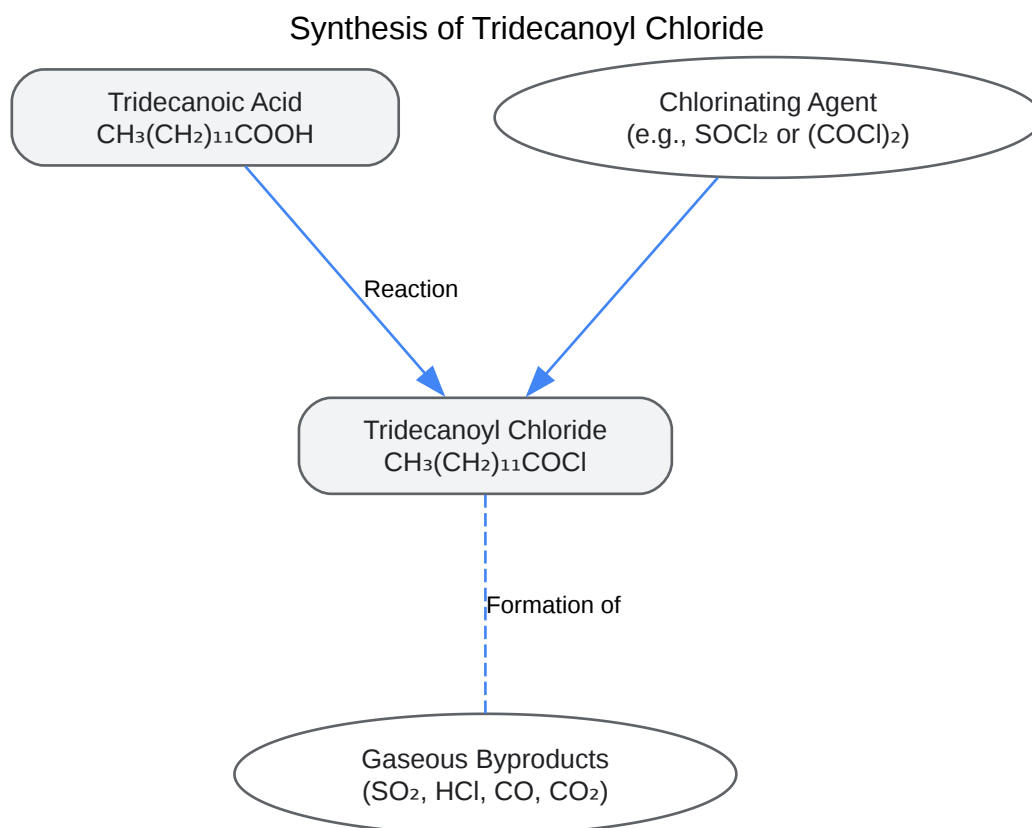 Synthesis of Tridecanoyl Chloride
Tridecanoic Acid
CH₃(CH₂)₁₁COOH
Chlorinating Agent
(e.g., SOCl₂ or (COCl)₂)
Reaction
Tridecanoyl Chloride
CH₃(CH₂)₁₁COCl
Formation of
Gaseous Byproducts
(SO₂, HCl, CO, CO₂)